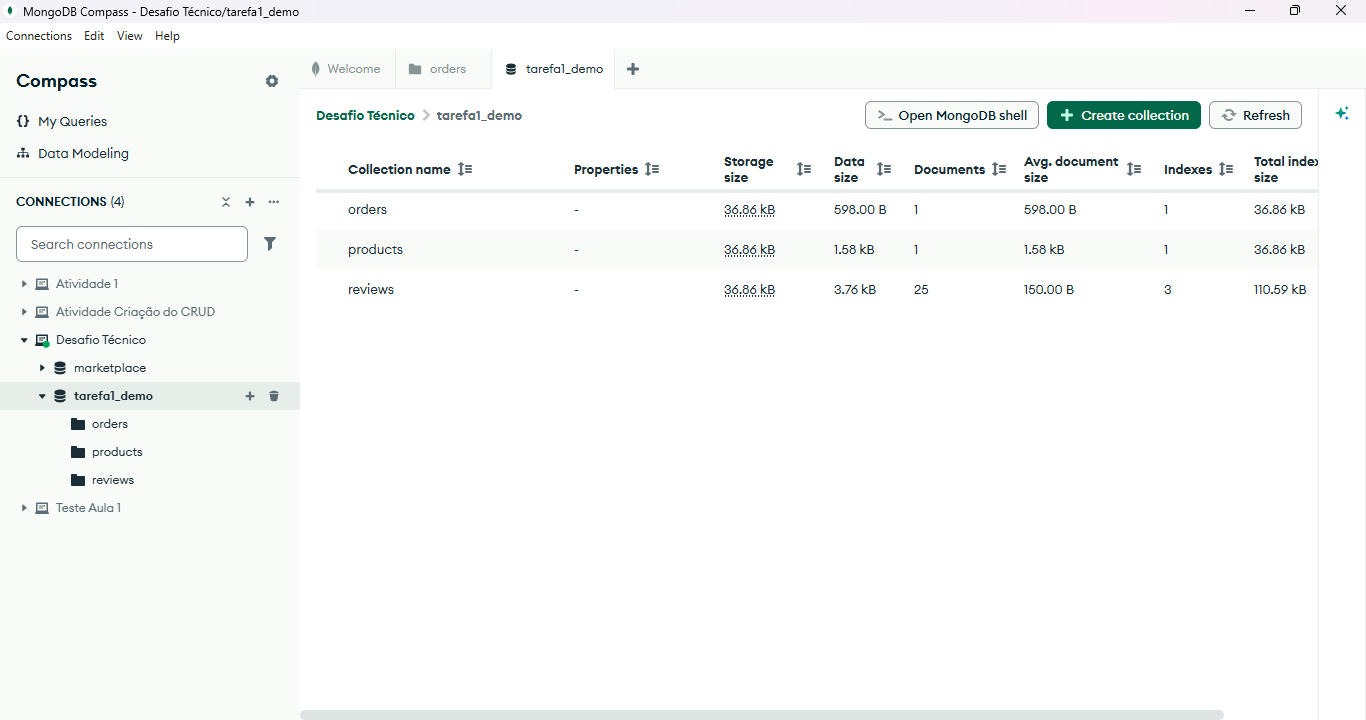 MongoDB Compass - Desafio Técnico/tarefa1_demo
Connections Edit View Help
Compass
My Queries
Data Modeling
CONNECTIONS (4)
Search connections
Atividade 1
Atividade Criação do CRUD
Desafio Técnico
marketplace
tarefa1_demo
orders
products
reviews
Teste Aula 1
Welcome orders tarefa1_demo
Desafio Técnico tarefa1_demo
Open MongoDB shell Create collection Refresh
Collection name Properties Storage size Data size Documents Avg. document size Indexes Total index size
orders - 36.86 kB 598.00 B 1 598.00 B 1 36.86 kB
products - 36.86 kB 1.58 kB 1 1.58 kB 1 36.86 kB
reviews - 36.86 kB 3.76 kB 25 150.00 B 3 110.59 kB